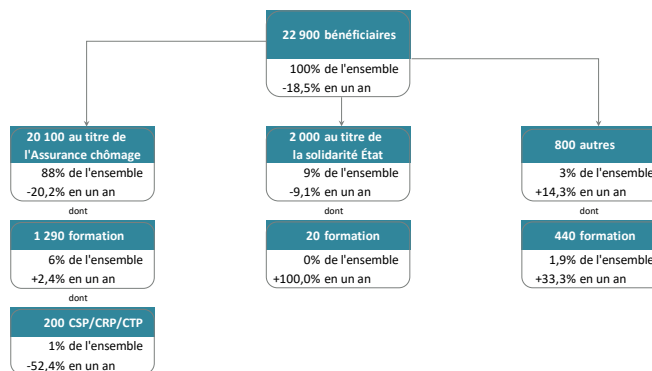 22 900 bénéficiaires
100% de l'ensemble
-18,5% en un an
20 100 au titre de
l'Assurance chômage
88% de l'ensemble
-20,2% en un an
dont
1 290 formation
6% de l'ensemble
+2,4% en un an
dont
200 CSP/CRP/CTP
1% de l'ensemble
-52,4% en un an
2 000 au titre de
la solidarité État
9% de l'ensemble
-9,1% en un an
dont
20 formation
0% de l'ensemble
+100,0% en un an
800 autres
3% de l'ensemble
+14,3% en un an
dont
440 formation
1,9% de l'ensemble
+33,3% en un an